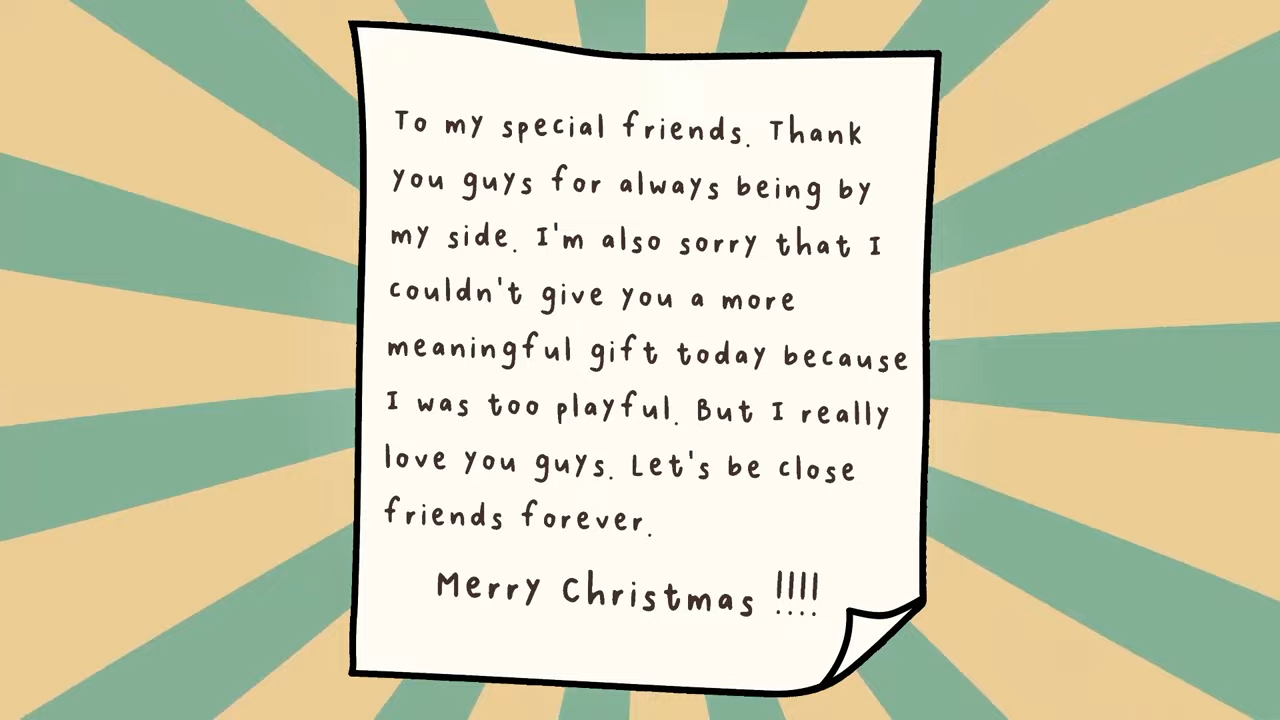 To my special friends. Thank
you guys for always being by
my side. I'm also sorry that I
couldn't give you a more
meaningful gift today because
I was too playful. But I really
love you guys. Let's be close
friends forever.
Merry Christmas !!!!